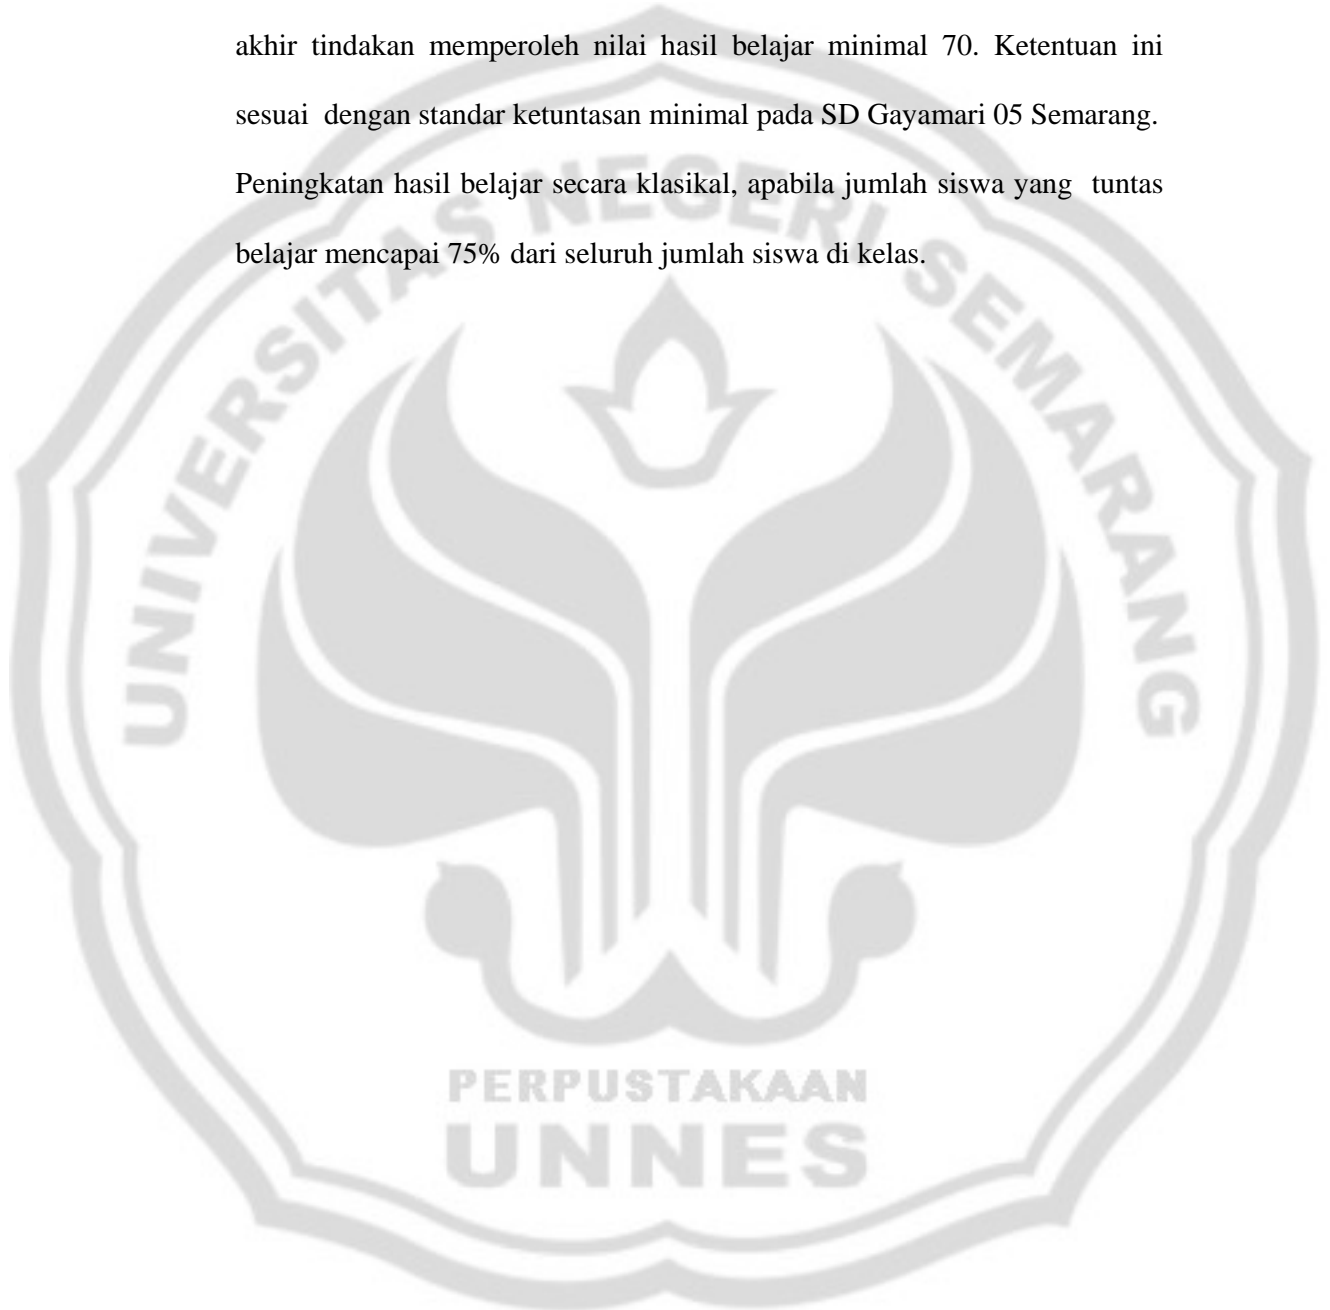 akhir tindakan memperoleh nilai hasil belajar minimal 70. Ketentuan ini
sesuai dengan standar ketuntasan minimal pada SD Gayamari 05 Semarang.
Peningkatan hasil belajar secara klasikal, apabila jumlah siswa yang tuntas
belajar mencapai 75% dari seluruh jumlah siswa di kelas.
UNIVERSITAS NEGERI SEMARANG
PERPUSTAKAAN
UNNES